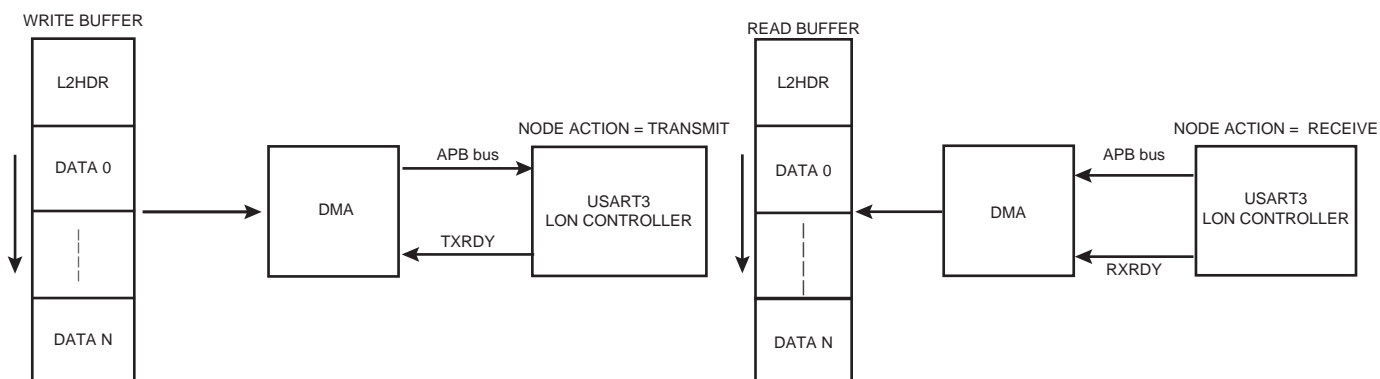 WRITE BUFFER
L2HDR
DATA 0
DATA N
DMA
APB bus
TXRDY
NODE ACTION = TRANSMIT
USART3
LON CONTROLLER
READ BUFFER
L2HDR
DATA 0
DATA N
DMA
APB bus
RXRDY
NODE ACTION = RECEIVE
USART3
LON CONTROLLER